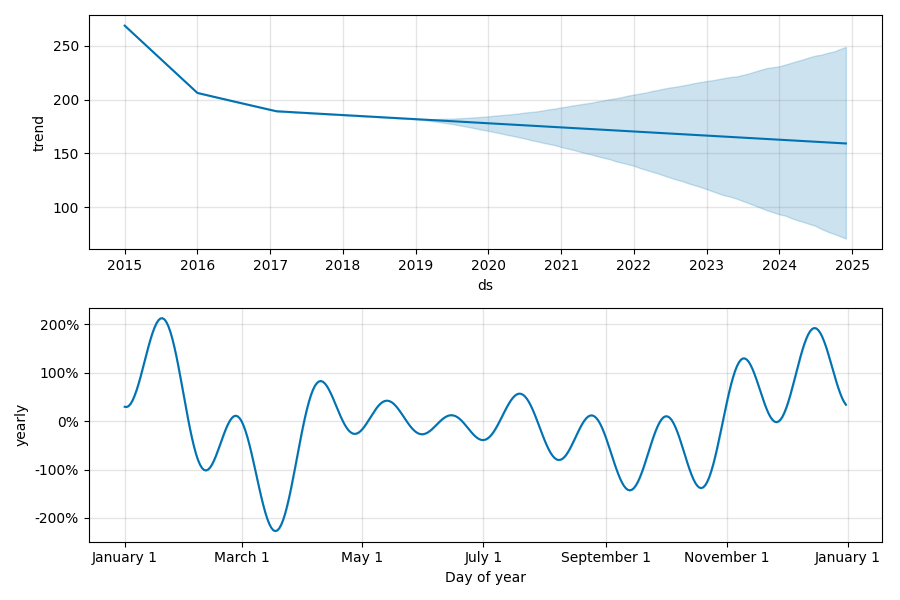 250
200
150
100
trend
2015 2016 2017 2018 2019 2020 2021 2022 2023 2024 2025
ds
200%
100%
0%
-100%
-200%
yearly
January 1 March 1 May 1 July 1 September 1 November 1 January 1
Day of year